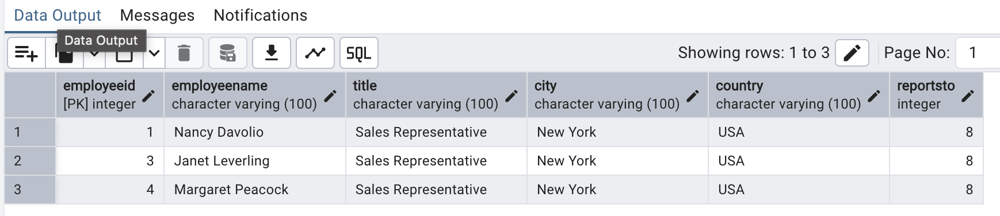 Data Output Messages Notifications
Data Output
SQL
Showing rows: 1 to 3
Page No: 1
employeeid employeename title city country reportsto
[PK] integer character varying (100) character varying (100) character varying (100) character varying (100) integer
1 1 Nancy Davolio Sales Representative New York USA 8
2 3 Janet Leverling Sales Representative New York USA 8
3 4 Margaret Peacock Sales Representative New York USA 8